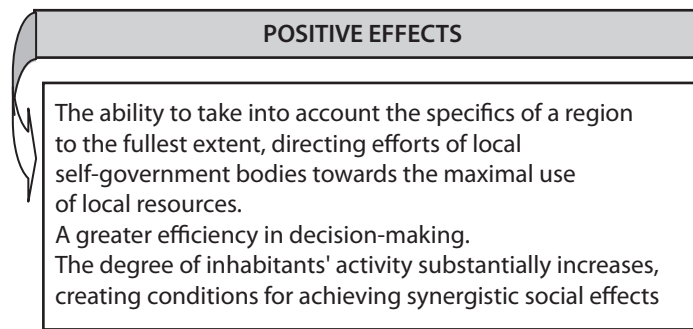 POSITIVE EFFECTS
The ability to take into account the specifics of a region
to the fullest extent, directing efforts of local
self-government bodies towards the maximal use
of local resources.
A greater efficiency in decision-making.
The degree of inhabitants' activity substantially increases,
creating conditions for achieving synergistic social effects